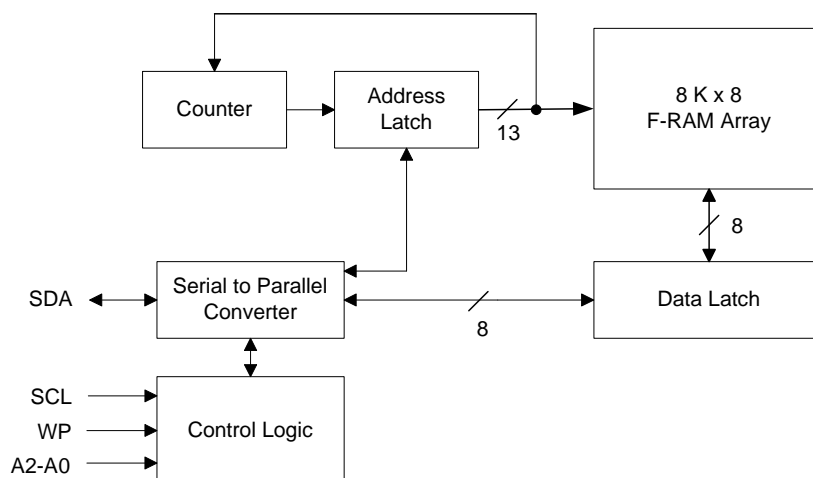 Counter
Address
Latch
13
8 K x 8
F-RAM Array
8
SDA
Serial to Parallel
Converter
8
Data Latch
SCL
WP
A2-A0
Control Logic